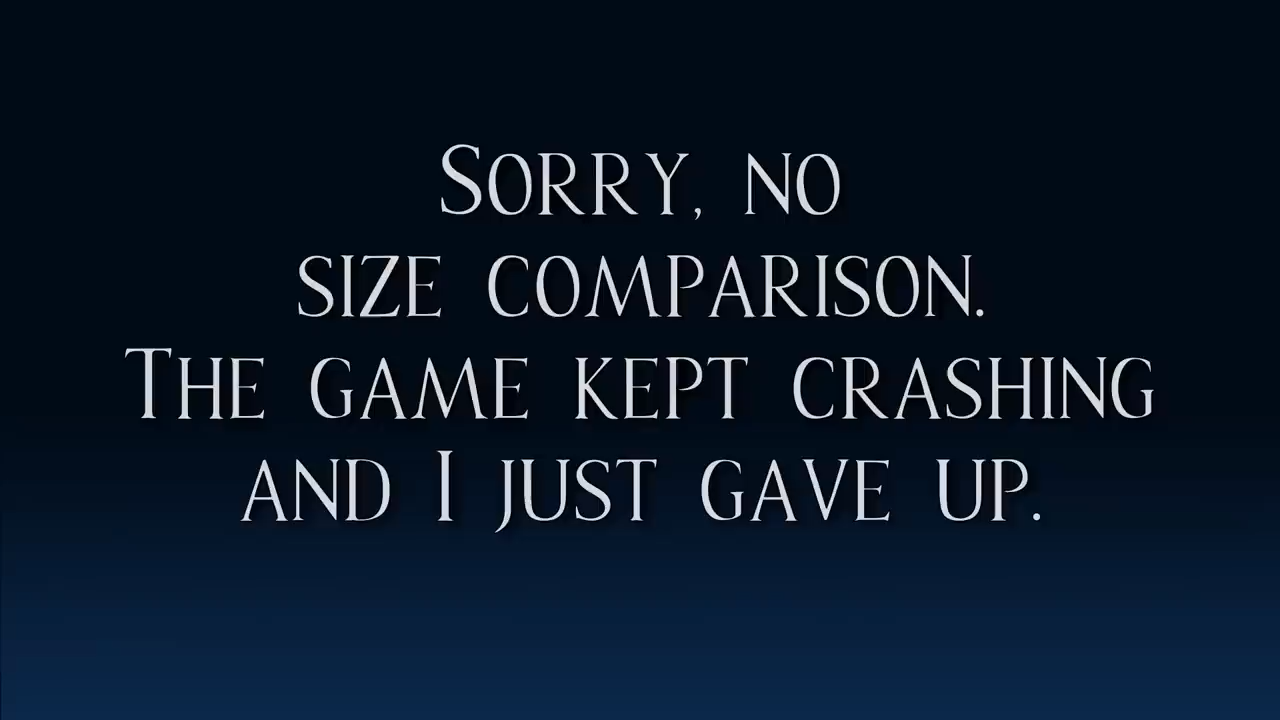 Sorry, no
size comparison.
The game kept crashing
and I just gave up.